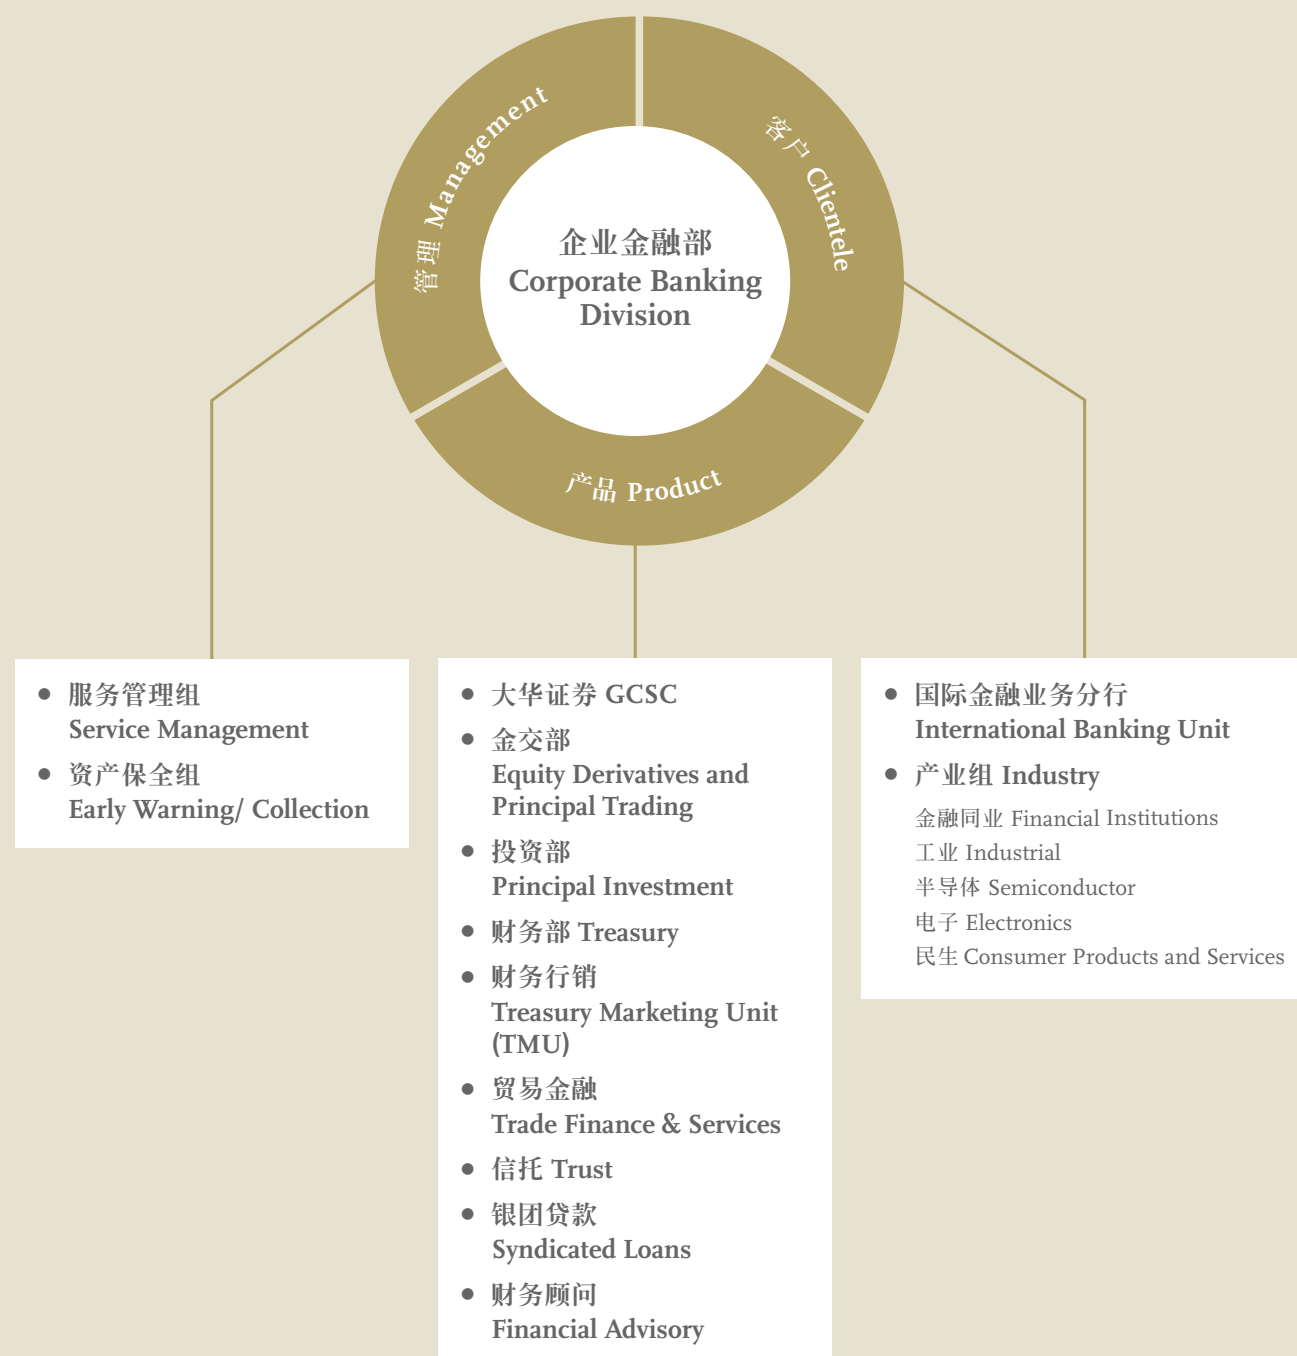 管理 Management
客户 Clientele
企业金融部
Corporate Banking
Division
产品 Product
服务管理组
Service Management
资产保全组
Early Warning/ Collection
大华证券 GCSC
金交部
Equity Derivatives and
Principal Trading
投资部
Principal Investment
财务部 Treasury
财务行销
Treasury Marketing Unit
(TMU)
贸易金融
Trade Finance & Services
信托 Trust
银团贷款
Syndicated Loans
财务顾问
Financial Advisory
国际金融业务分行
International Banking Unit
产业组 Industry
金融同业 Financial Institutions
工业 Industrial
半导体 Semiconductor
电子 Electronics
民生 Consumer Products and Services